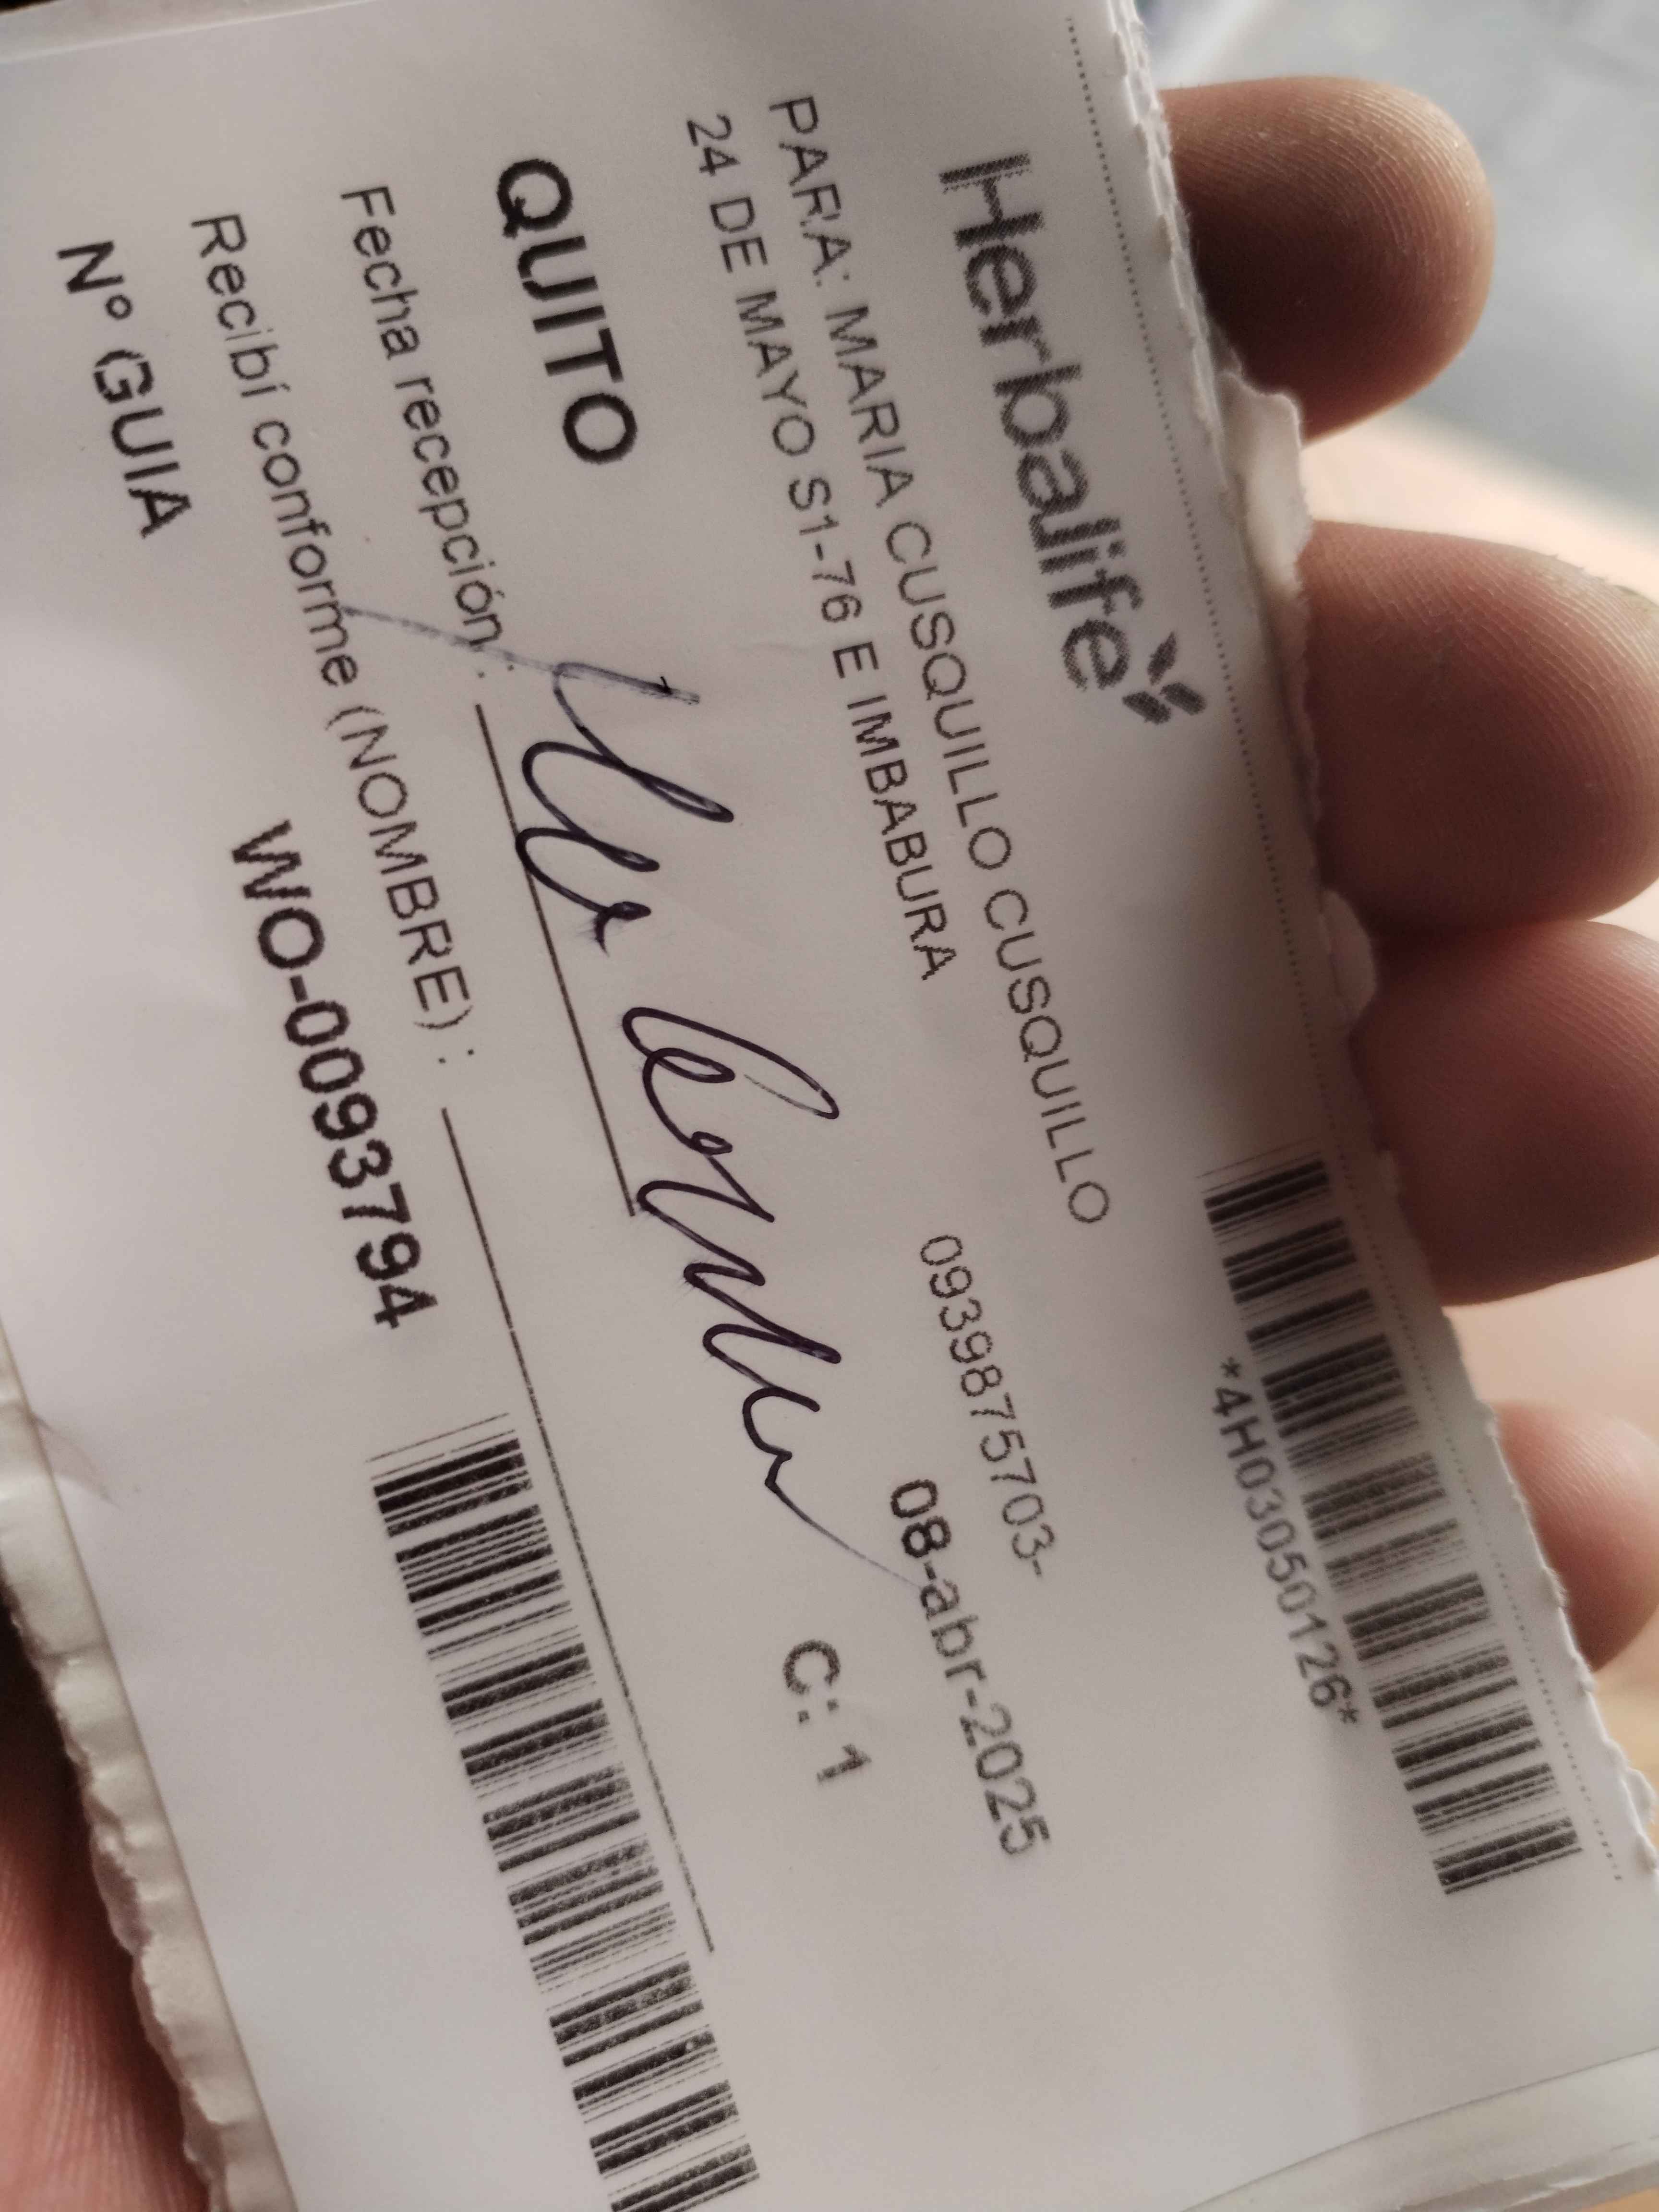 Herbalife
*4H03050126*
PARA: MARIA CUSQUILLO CUSQUILLO
24 DE MAYO S1-76 E IMBABURA
0939875703-
08-abr-2025
QUITO
C: 1
Fecha recepción :
Recibí conforme (NOMBRE) :
Nº GUIA
WO-0093794